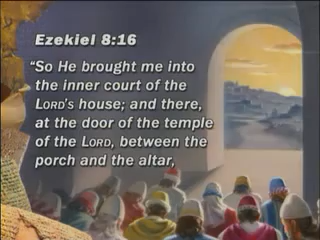 Ezekiel 8:16
“So He brought me into
the inner court of the
LORD’s house; and there,
at the door of the temple
of the LORD, between the
porch and the altar,